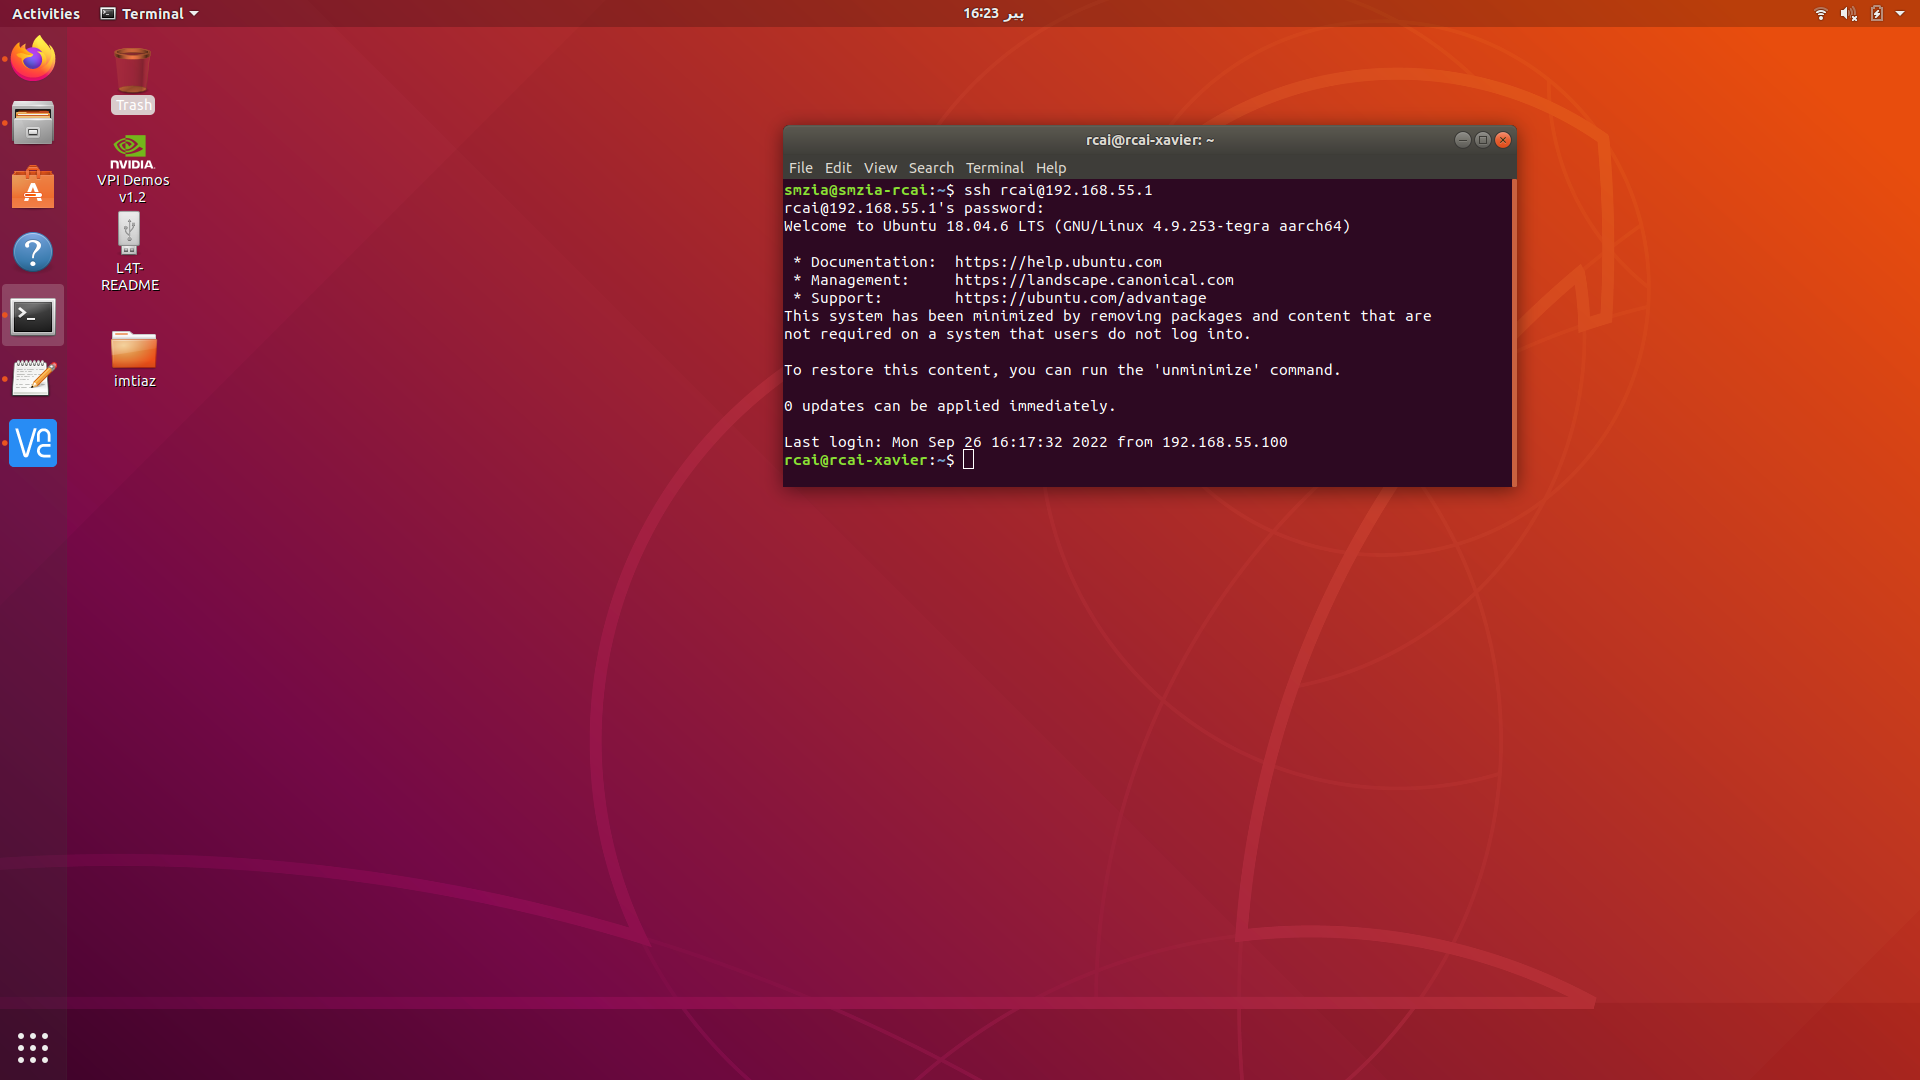 Activities
Terminal
پیر 16:23
Trash
NVIDIA.
VPI Demos
v1.2
L4T-
README
imtiaz
rcai@rcai-xavier: ~
File Edit View Search Terminal Help
smzia@smzia-rcai:~$ ssh rcai@192.168.55.1
rcai@192.168.55.1's password:
Welcome to Ubuntu 18.04.6 LTS (GNU/Linux 4.9.253-tegra aarch64)
* Documentation:  https://help.ubuntu.com
* Management:     https://landscape.canonical.com
* Support:        https://ubuntu.com/advantage
This system has been minimized by removing packages and content that are
not required on a system that users do not log into.
To restore this content, you can run the 'unminimize' command.
0 updates can be applied immediately.
Last login: Mon Sep 26 16:17:32 2022 from 192.168.55.100
rcai@rcai-xavier:~$